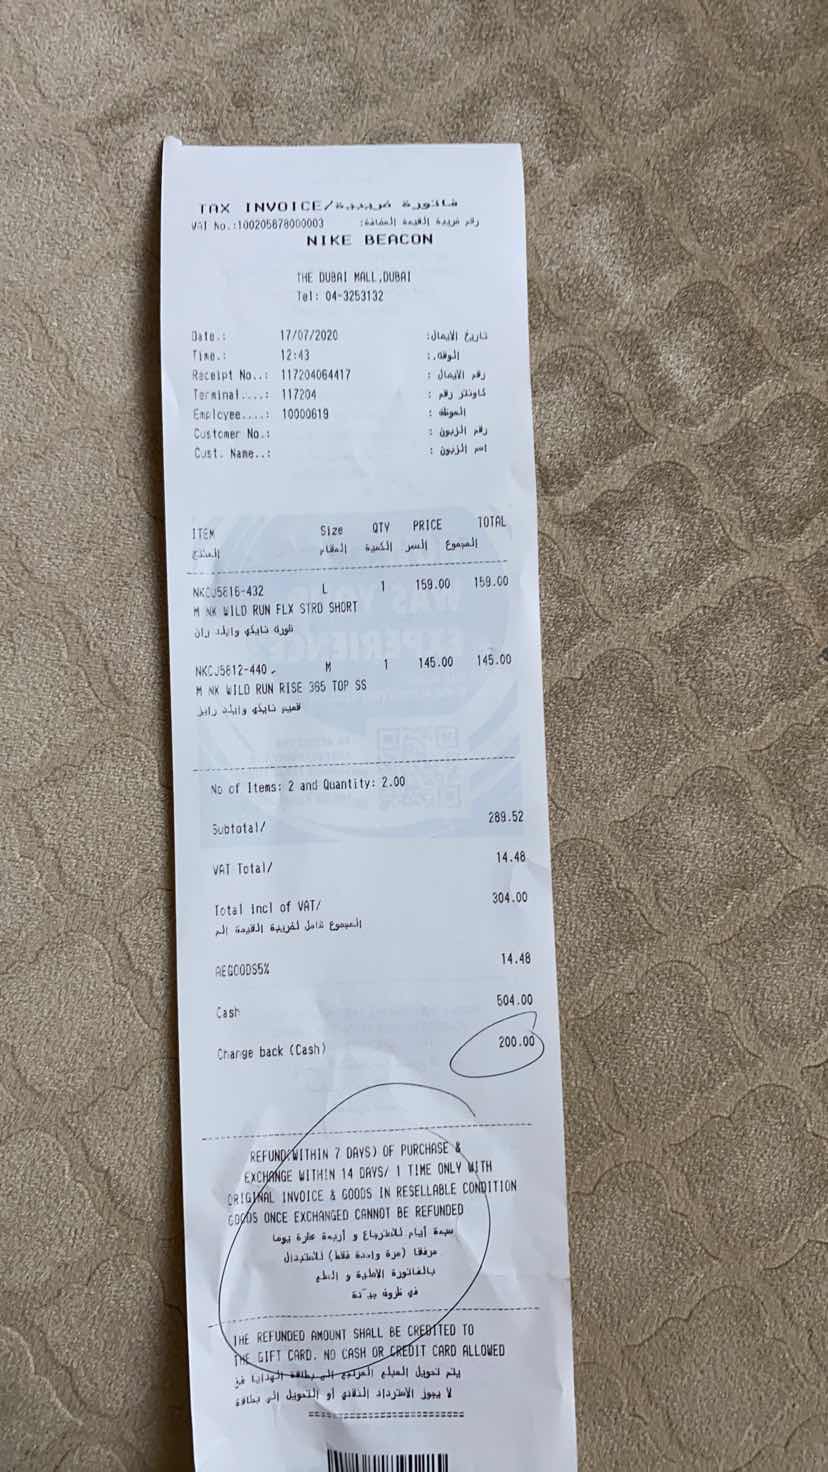 TAX INVOICE/فاتورة ضريبية
VAT No.:100205878000003 رقم ضريبة القيمة المضافة:
NIKE BEACON
THE DUBAI MALL,DUBAI
Tel: 04-3253132
Date.: 17/07/2020 تاريخ الايصال:
Time.: 12:43 الوقت.:
Receipt No..: 117204064417 رقم الايصال :
Terminal....: 117204 كاونتر رقم :
Employee....: 10000619 الموظف :
Customer No.: رقم الزبون :
Cust. Name..: اسم الزبون :
ITEM Size QTY PRICE TOTAL
المنتج المقاس الكمية السعر المجموع
NKCJ5816-432 L 1 159.00 159.00
M NK WILD RUN FLX STRD SHORT
نايكي وايلد ران
NKCJ5812-440 M 1 145.00 145.00
M NK WILD RUN RISE 365 TOP SS
قميص نايكي وايلد رايز
No of Items: 2 and Quantity: 2.00
Subtotal/ 289.52
VAT Total/ 14.48
Total incl of VAT/ 304.00
المجموع شامل لضريبة القيمة الم
AEGOODS5% 14.48
Cash 504.00
Change back (Cash) 200.00
REFUND(WITHIN 7 DAYS) OF PURCHASE &
EXCHANGE WITHIN 14 DAYS/ 1 TIME ONLY WITH
ORIGINAL INVOICE & GOODS IN RESELLABLE CONDITION
GOODS ONCE EXCHANGED CANNOT BE REFUNDED
سبعة أيام للاسترجاع و أربعة عشرة يوما
(مرة واحدة فقط) للاستبدال
بالفاتورة الاصلية و السلع
في ظروف جيدة
THE REFUNDED AMOUNT SHALL BE CREDITED TO
THE GIFT CARD. NO CASH OR CREDIT CARD ALLOWED
يتم تحويل المبلغ المرتجع إلى بطاقة الهدايا
لا يجوز الاسترداد النقدي أو التحويل إلى بطاقة